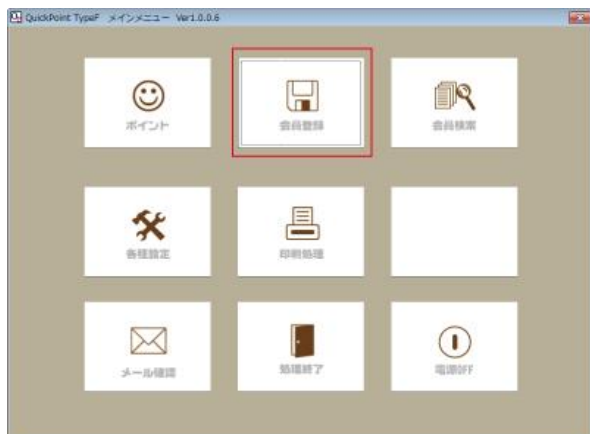 QuickPoint TypeF メインメニュー Ver1.0.0.6
ポイント
会員登録
会員検索
各種設定
印刷処理
メール確認
処理終了
電源OFF